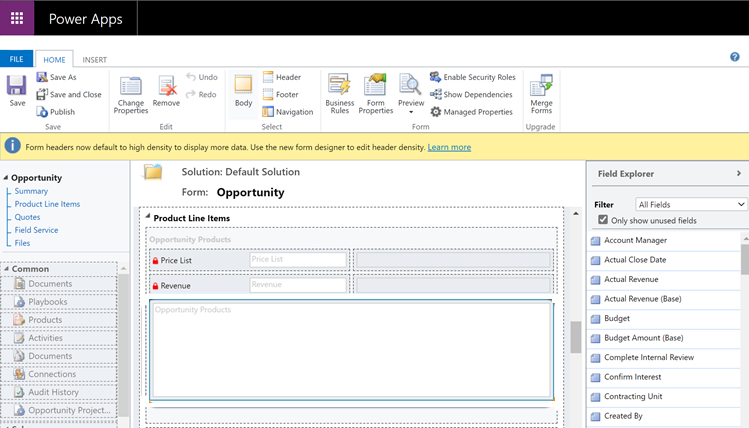 Power Apps
FILE HOME INSERT
Save
Save As
Save and Close
Publish
Save
Change Properties
Remove
Undo
Redo
Edit
Body
Header
Footer
Navigation
Select
Business Rules
Form Properties
Preview
Enable Security Roles
Show Dependencies
Managed Properties
Form
Merge Forms
Upgrade
Form headers now default to high density to display more data. Use the new form designer to edit header density. Learn more
Opportunity
Summary
Product Line Items
Quotes
Field Service
Files
Common
Documents
Playbooks
Products
Activities
Documents
Connections
Audit History
Opportunity Project...
Solution: Default Solution
Form: Opportunity
Product Line Items
Opportunity Products
Price List Price List
Revenue Revenue
Opportunity Products
Field Explorer
Filter All Fields
Only show unused fields
Account Manager
Actual Close Date
Actual Revenue
Actual Revenue (Base)
Budget
Budget Amount (Base)
Complete Internal Review
Confirm Interest
Contracting Unit
Created By